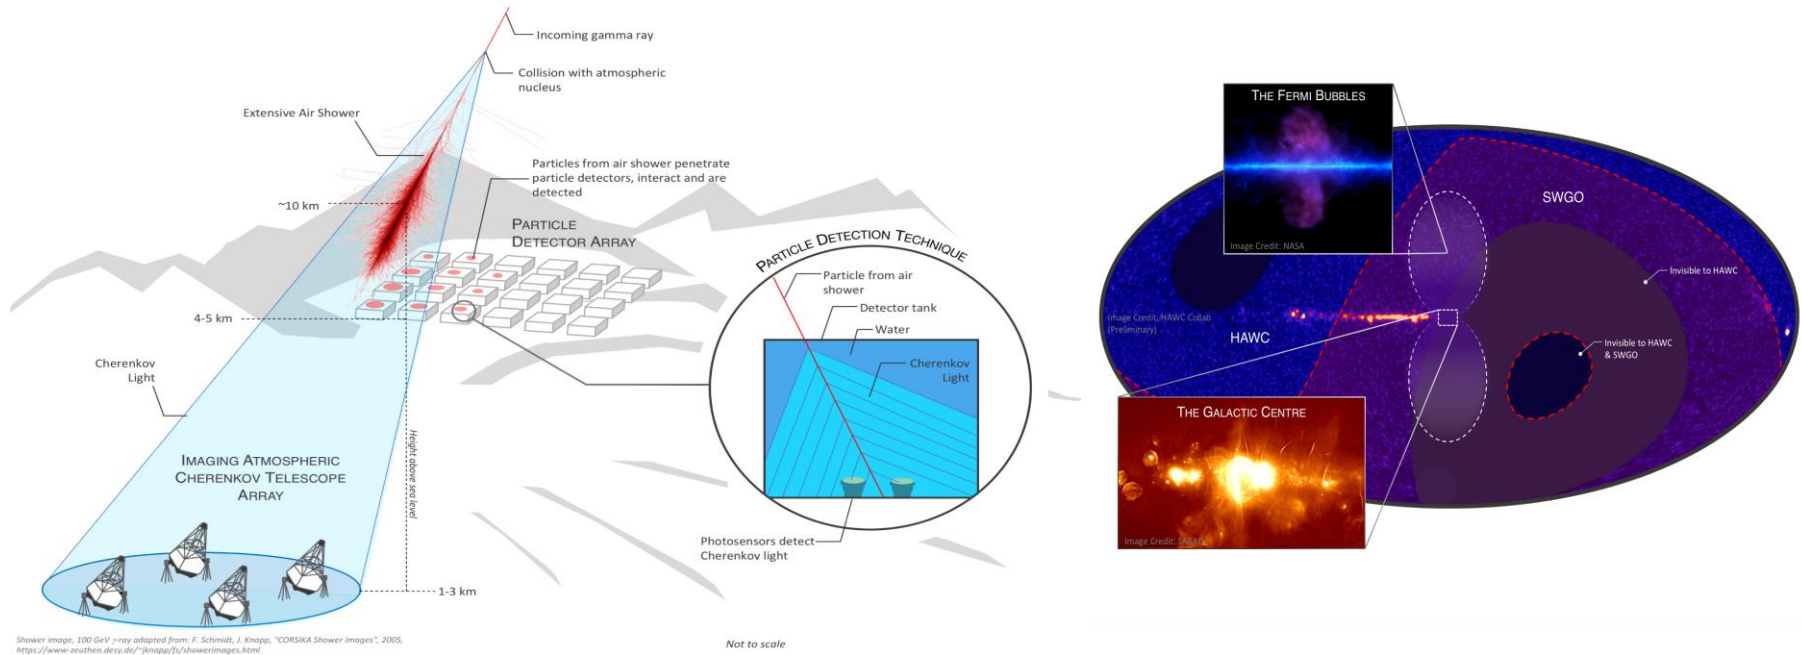 Incoming gamma ray
Collision with atmospheric
nucleus
Extensive Air Shower
Particles from air shower penetrate
particle detectors, interact and are
detected
~10 km
PARTICLE
DETECTOR ARRAY
4-5 km
Cherenkov
Light
IMAGING ATMOSPHERIC
CHERENKOV TELESCOPE
ARRAY
Height above sea level
1-3 km
PARTICLE DETECTION TECHNIQUE
Particle from air
shower
Detector tank
Water
Cherenkov
Light
Photosensors detect
Cherenkov light
Shower image, 100 GeV γ-ray adapted from: F. Schmidt, J. Knapp, "CORSIKA Shower Images", 2005,
https://www-zeuthen.desy.de/~jknapp/fs/showerimages.html
Not to scale
THE FERMI BUBBLES
Image Credit: NASA
SWGO
Invisible to HAWC
Image Credit: HAWC Collab.
(Preliminary)
HAWC
Invisible to HAWC
& SWGO
THE GALACTIC CENTRE
Image Credit: SARAO